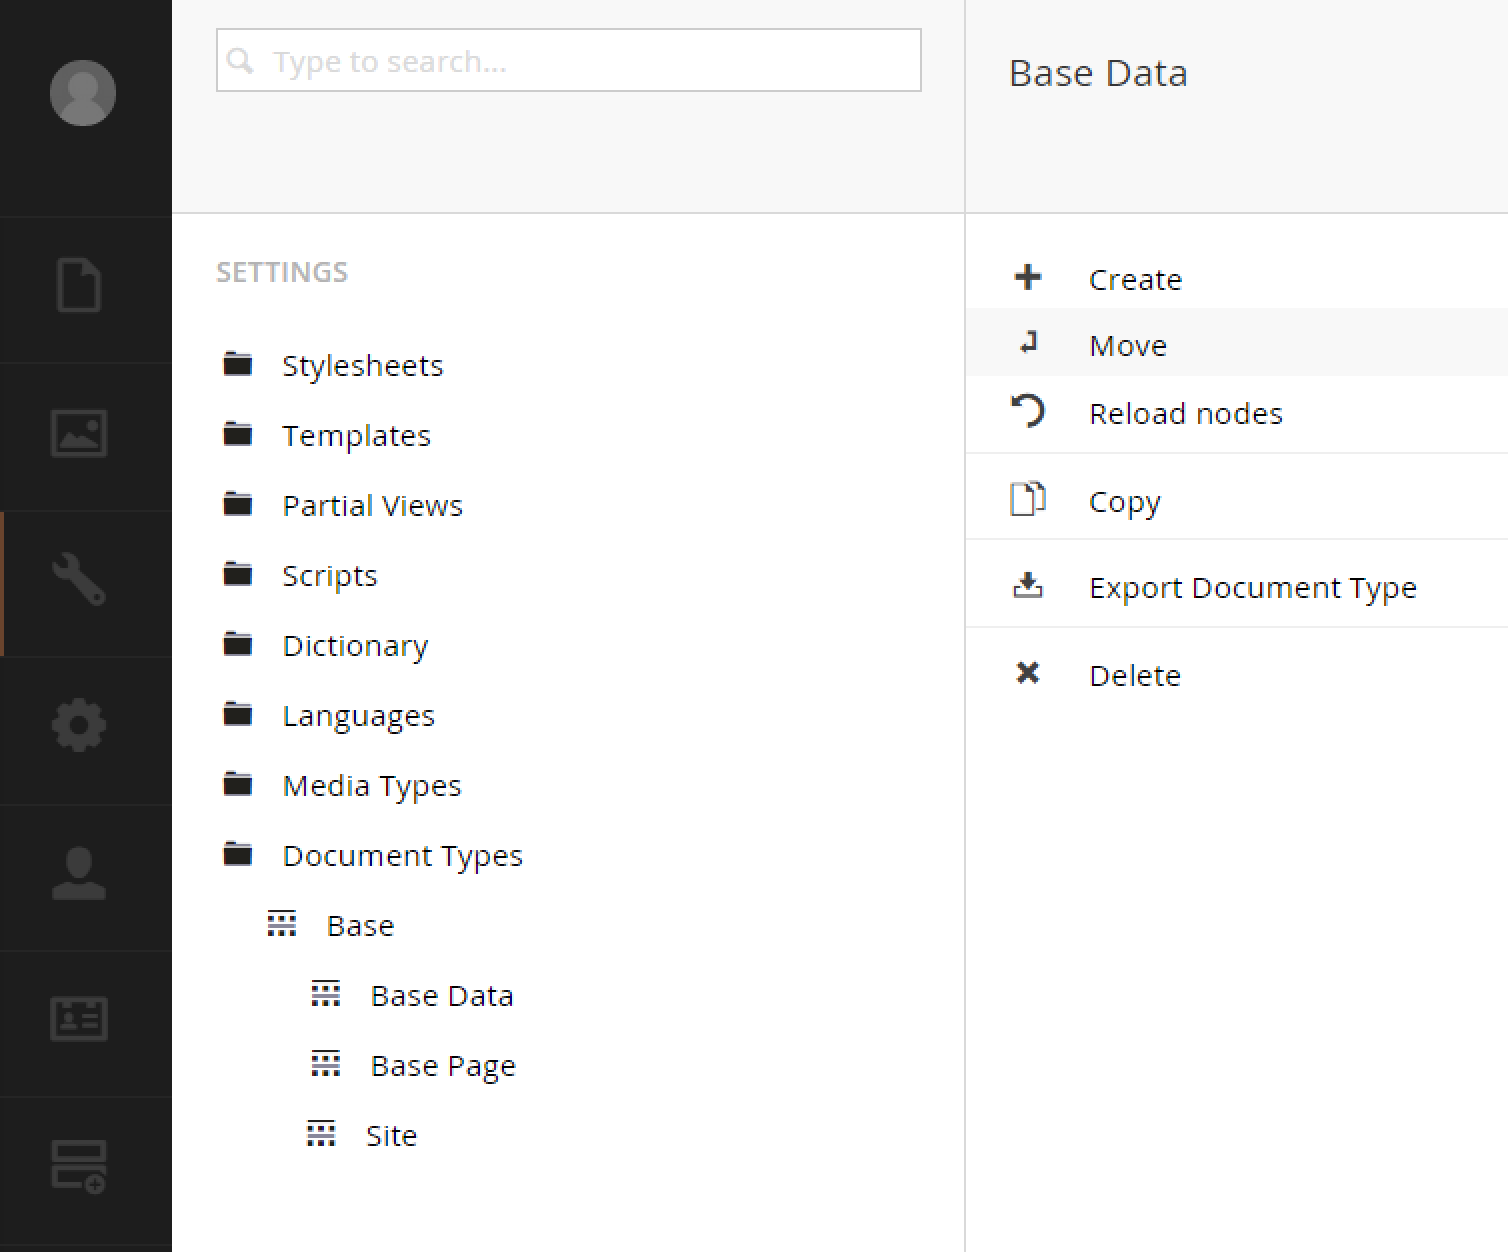 Type to search...
SETTINGS
Stylesheets
Templates
Partial Views
Scripts
Dictionary
Languages
Media Types
Document Types
Base
Base Data
Base Page
Site
Base Data
Create
Move
Reload nodes
Copy
Export Document Type
Delete